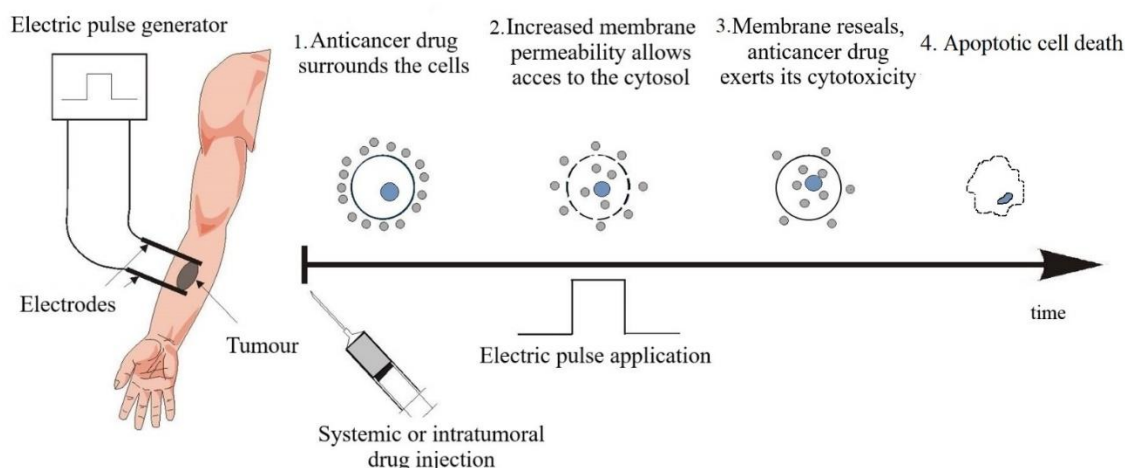 Electric pulse generator
1.Anticancer drug
surrounds the cells
2.Increased membrane
permeability allows
acces to the cytosol
3.Membrane reseals,
anticancer drug
exerts its cytotoxicity
4. Apoptotic cell death
Electrodes
Tumour
time
Electric pulse application
Systemic or intratumoral
drug injection